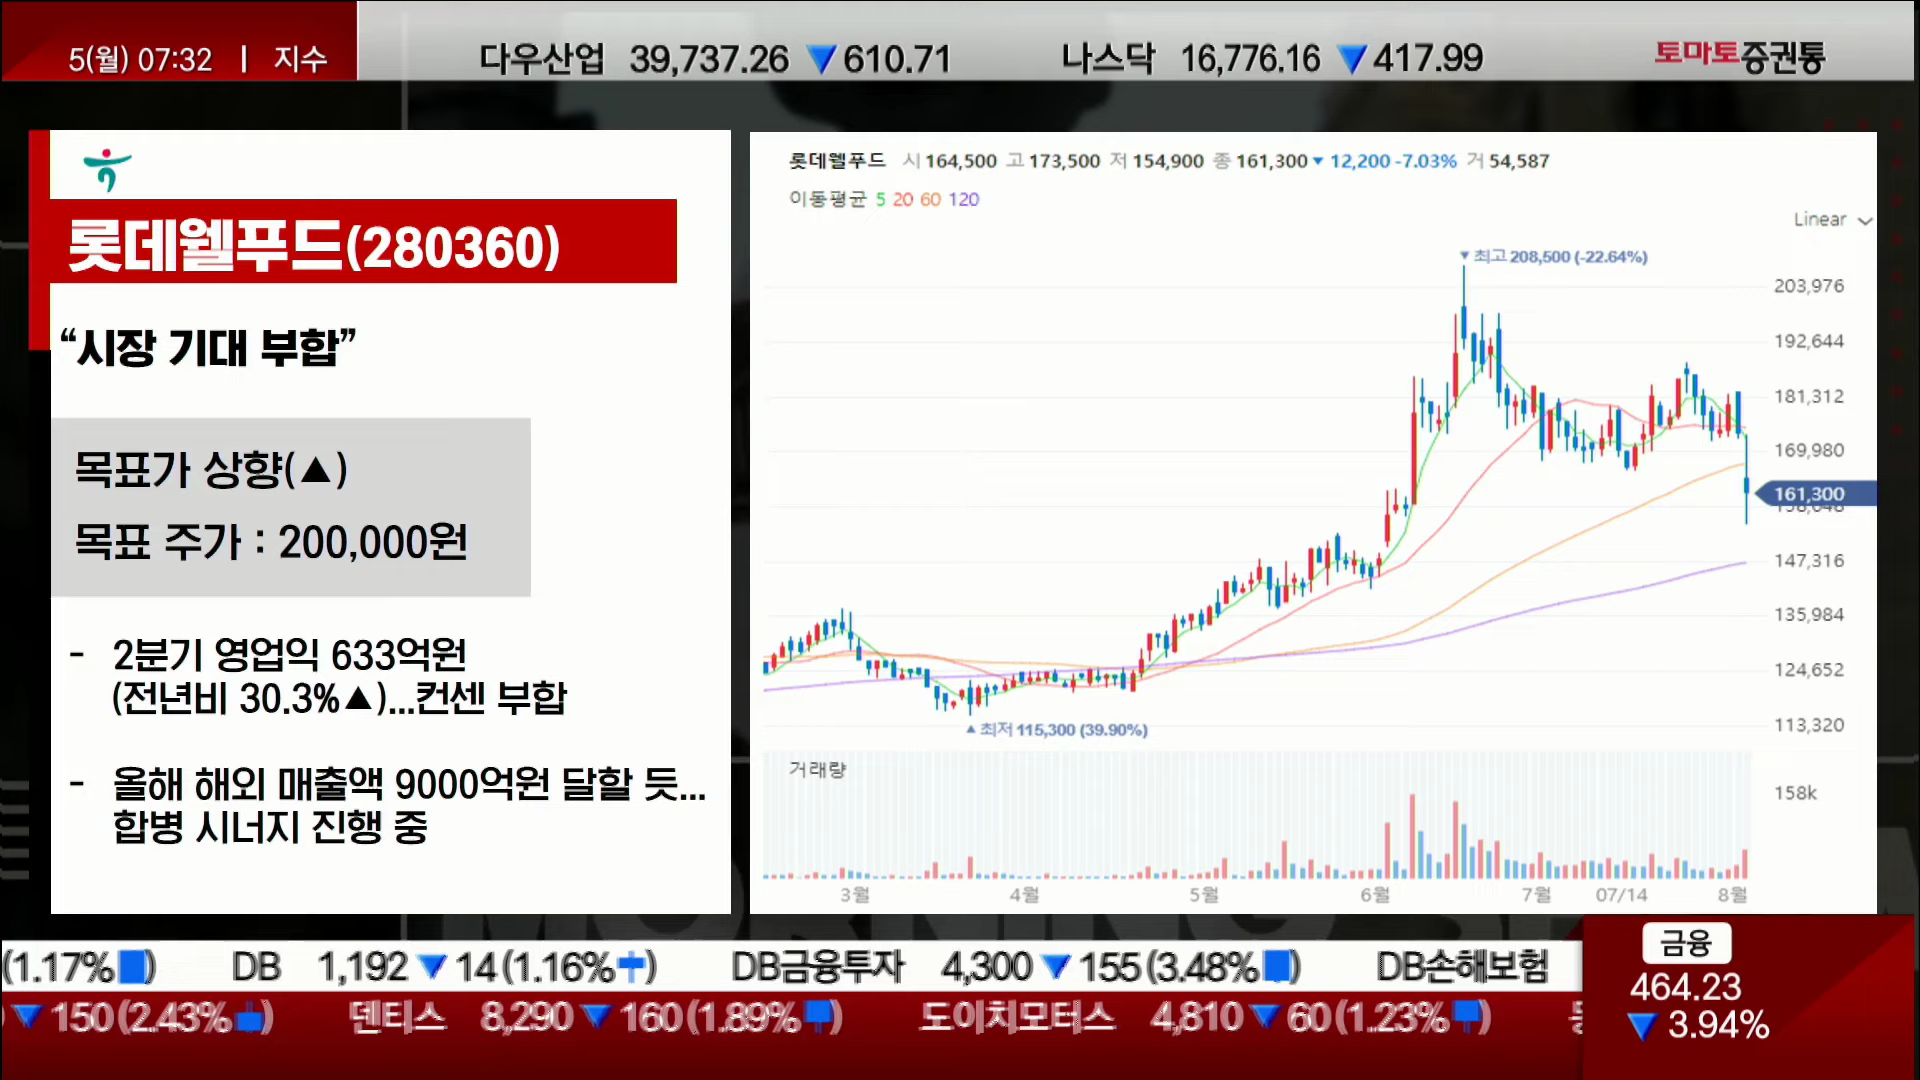 5(월) 07:32 | 지수
다우산업 39,737.26 ▼610.71
나스닥 16,776.16 ▼417.99
토마토증권통
롯데웰푸드(280360)
“시장 기대 부합”
목표가 상향(▲)
목표 주가 : 200,000원
- 2분기 영업익 633억원
(전년비 30.3%▲)...컨센 부합
- 올해 해외 매출액 9000억원 달할 듯...
합병 시너지 진행 중
롯데웰푸드 시 164,500 고 173,500 저 154,900 종 161,300 ▼ 12,200 -7.03% 거 54,587
이동평균 5 20 60 120
Linear
▼ 최고 208,500 (-22.64%)
203,976
192,644
181,312
169,980
161,300
158,648
147,316
135,984
124,652
113,320
▲ 최저 115,300 (39.90%)
거래량
158k
3월 4월 5월 6월 7월 07/14 8월
(1.17%) DB 1,192 ▼ 14(1.16%) DB금융투자 4,300 ▼ 155(3.48%) DB손해보험
▼ 150(2.43%) 덴티스 8,290 ▼ 160(1.89%) 도이치모터스 4,810 ▼ 60(1.23%)
금융
464.23
▼ 3.94%